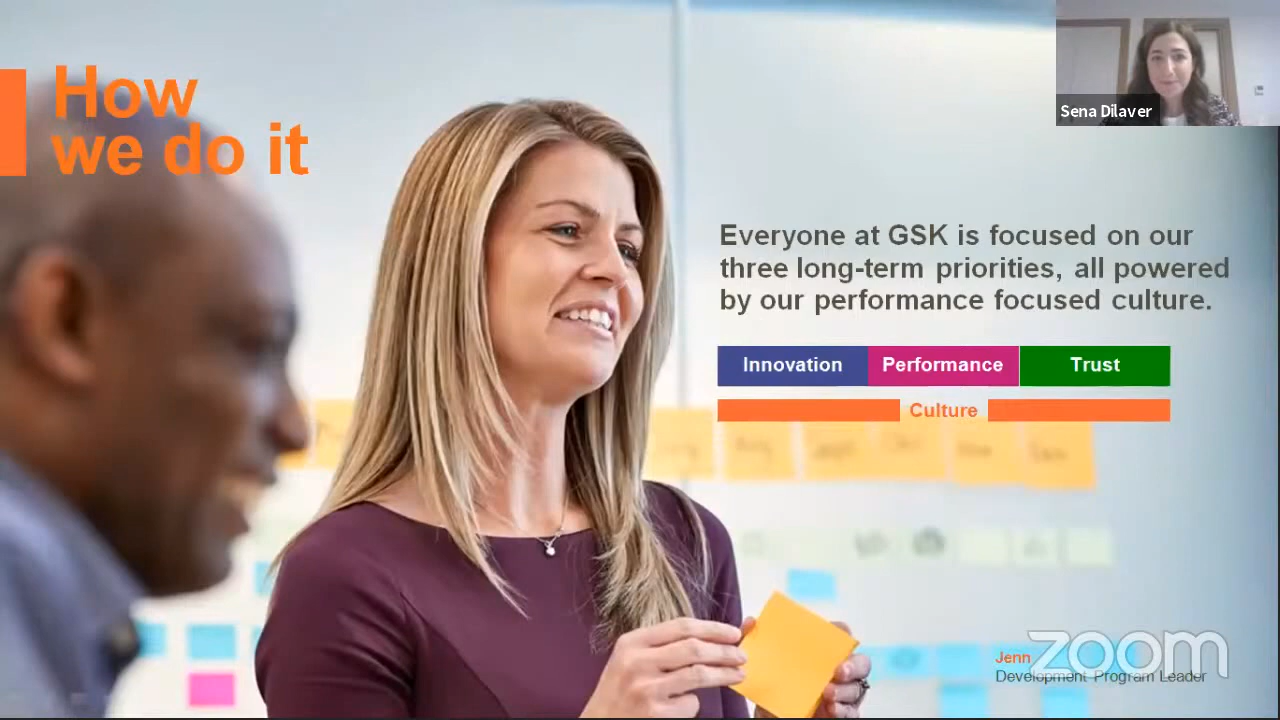 How
we do it
Sena Dilaver
Everyone at GSK is focused on our
three long-term priorities, all powered
by our performance focused culture.
Innovation Performance Trust
Culture
Jenn
zoom
Development Program Leader